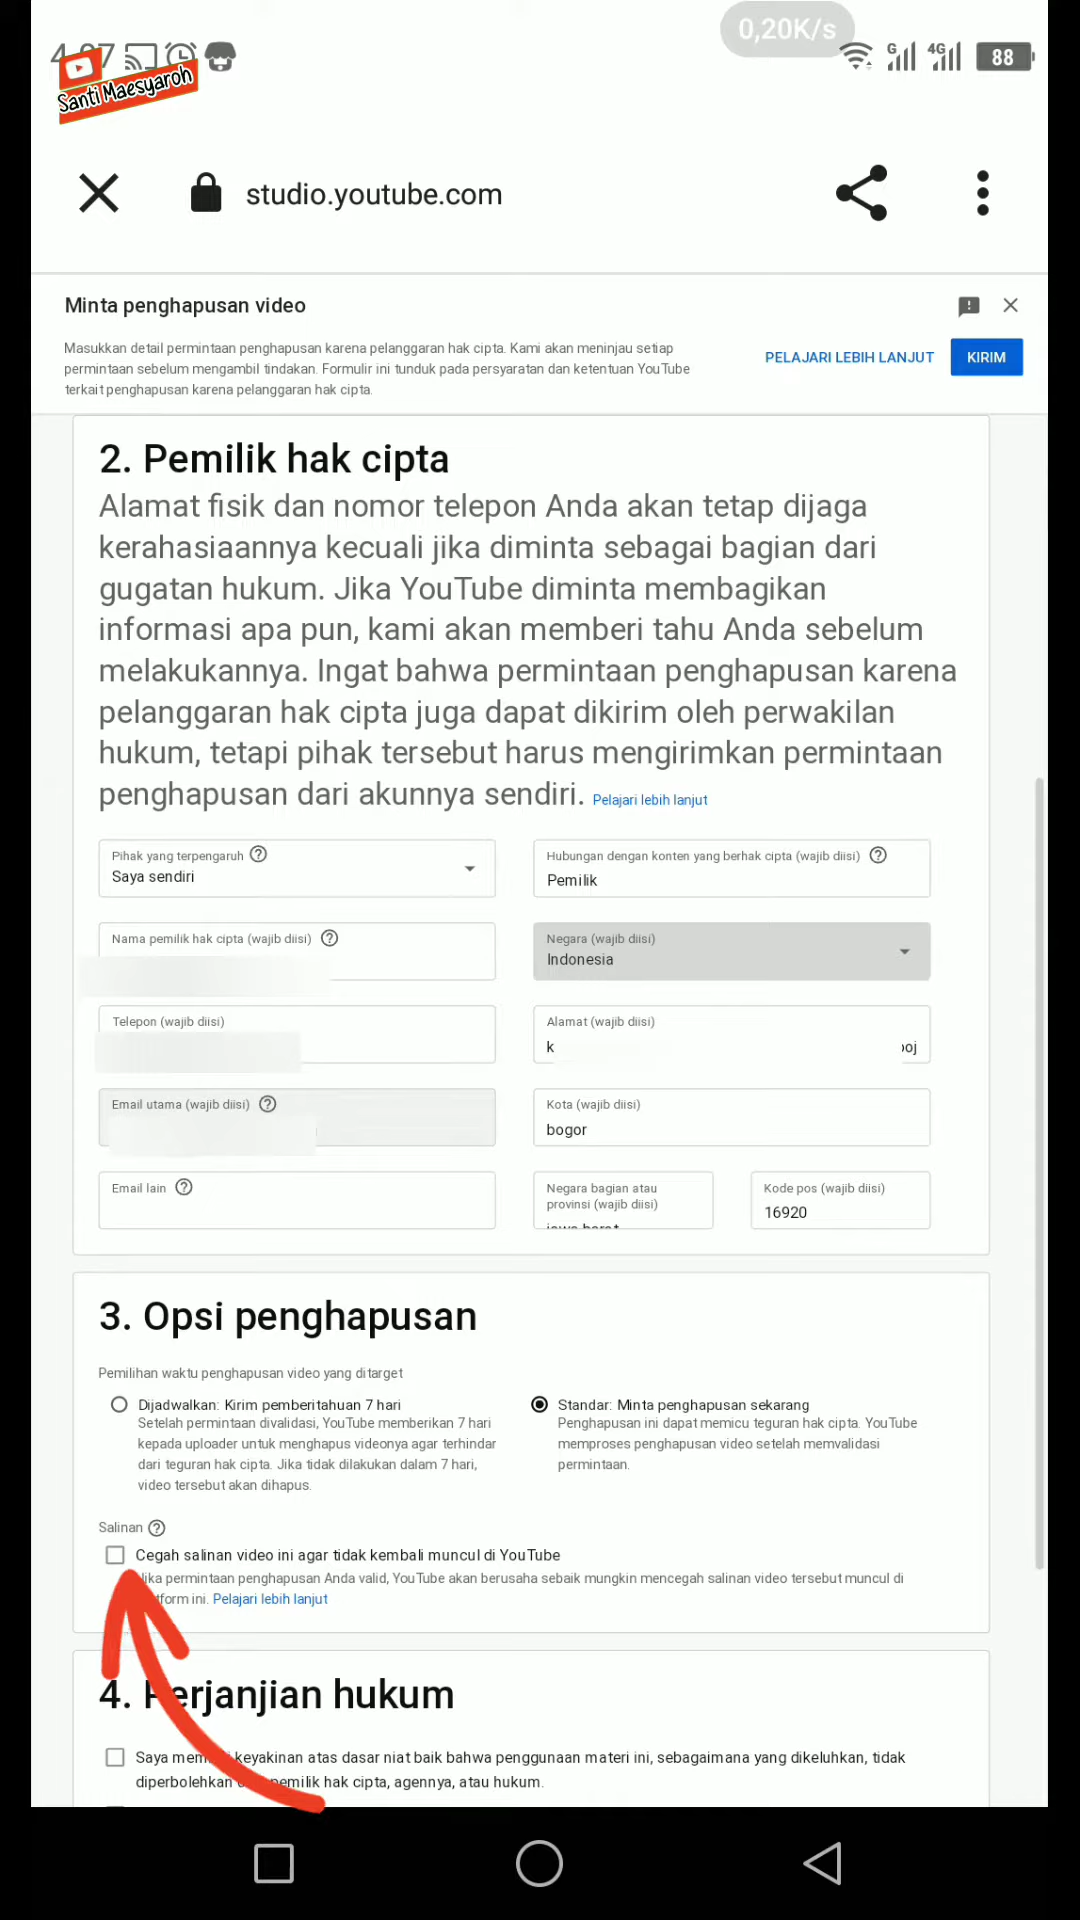 0,20K/s
G
4G
88
Santi Maesyaroh
studio.youtube.com
Minta penghapusan video
Masukkan detail permintaan penghapusan karena pelanggaran hak cipta. Kami akan meninjau setiap
permintaan sebelum mengambil tindakan. Formulir ini tunduk pada persyaratan dan ketentuan YouTube
terkait penghapusan karena pelanggaran hak cipta.
PELAJARI LEBIH LANJUT
KIRIM
2. Pemilik hak cipta
Alamat fisik dan nomor telepon Anda akan tetap dijaga
kerahasiaannya kecuali jika diminta sebagai bagian dari
gugatan hukum. Jika YouTube diminta membagikan
informasi apa pun, kami akan memberi tahu Anda sebelum
melakukannya. Ingat bahwa permintaan penghapusan karena
pelanggaran hak cipta juga dapat dikirim oleh perwakilan
hukum, tetapi pihak tersebut harus mengirimkan permintaan
penghapusan dari akunnya sendiri. Pelajari lebih lanjut
Pihak yang terpengaruh
Saya sendiri
Hubungan dengan konten yang berhak cipta (wajib diisi)
Pemilik
Nama pemilik hak cipta (wajib diisi)
Negara (wajib diisi)
Indonesia
Telepon (wajib diisi)
Alamat (wajib diisi)
k
Email utama (wajib diisi)
Kota (wajib diisi)
bogor
Email lain
Negara bagian atau
provinsi (wajib diisi)
Kode pos (wajib diisi)
16920
3. Opsi penghapusan
Pemilihan waktu penghapusan video yang ditarget
Dijadwalkan: Kirim pemberitahuan 7 hari
Setelah permintaan divalidasi, YouTube memberikan 7 hari
kepada uploader untuk menghapus videonya agar terhindar
dari teguran hak cipta. Jika tidak dilakukan dalam 7 hari,
video tersebut akan dihapus.
Standar: Minta penghapusan sekarang
Penghapusan ini dapat memicu teguran hak cipta. YouTube
memproses penghapusan video setelah memvalidasi
permintaan.
Salinan
Cegah salinan video ini agar tidak kembali muncul di YouTube
Jika permintaan penghapusan Anda valid, YouTube akan berusaha sebaik mungkin mencegah salinan video tersebut muncul di
ini. Pelajari lebih lanjut
4. Perjanjian hukum
Saya keyakinan atas dasar niat baik bahwa penggunaan materi ini, sebagaimana yang dikeluhkan, tidak
diperbolehkan pemilik hak cipta, agennya, atau hukum.